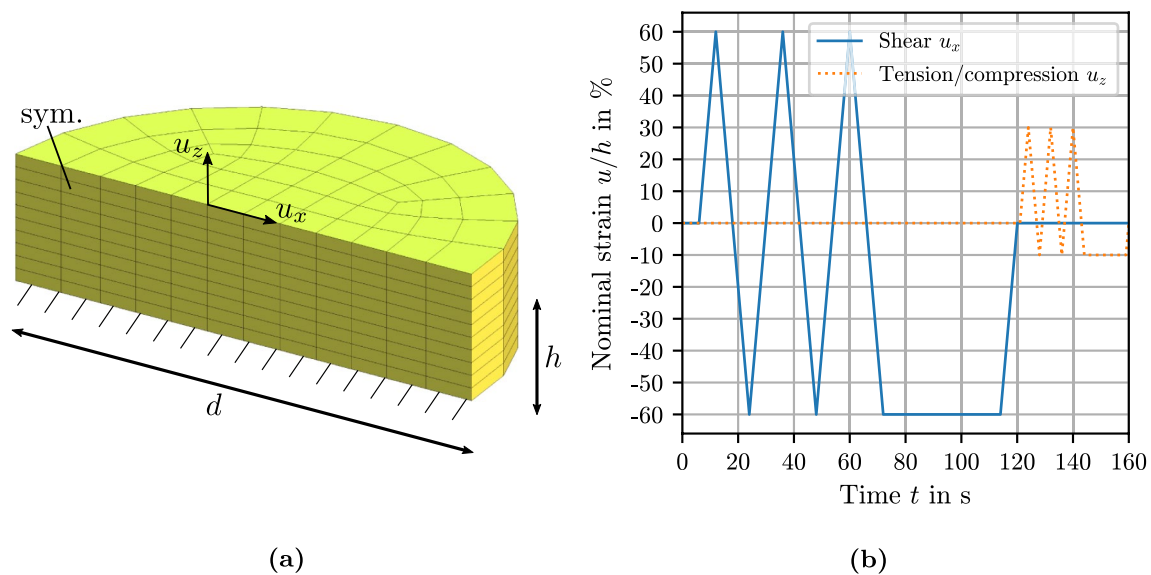 sym.
u_z
u_x
h
d
(a)
Nominal strain u/h in %
60
50
40
30
20
10
0
-10
-20
-30
-40
-50
-60
Shear u_x
Tension/compression u_z
0 20 40 60 80 100 120 140 160
Time t in s
(b)